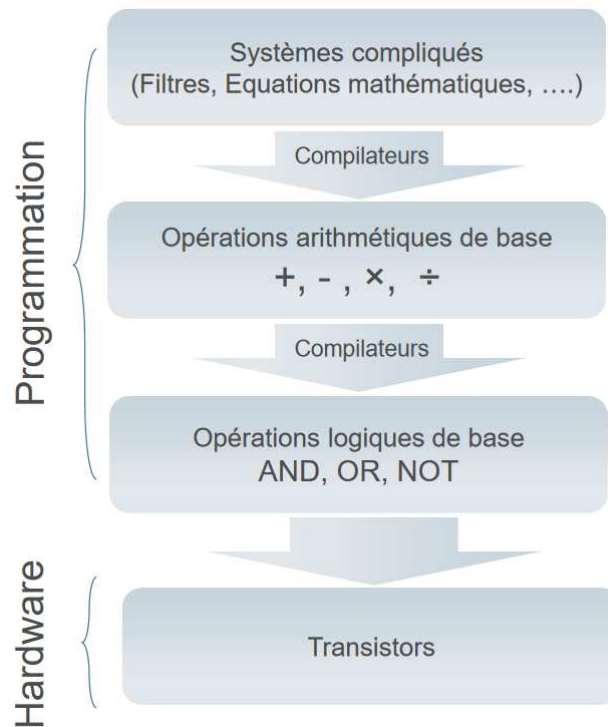 Programmation
Systèmes compliqués
(Filtres, Equations mathématiques, ….)
Compilateurs
Opérations arithmétiques de base
+, - , ×, ÷
Compilateurs
Opérations logiques de base
AND, OR, NOT
Hardware
Transistors